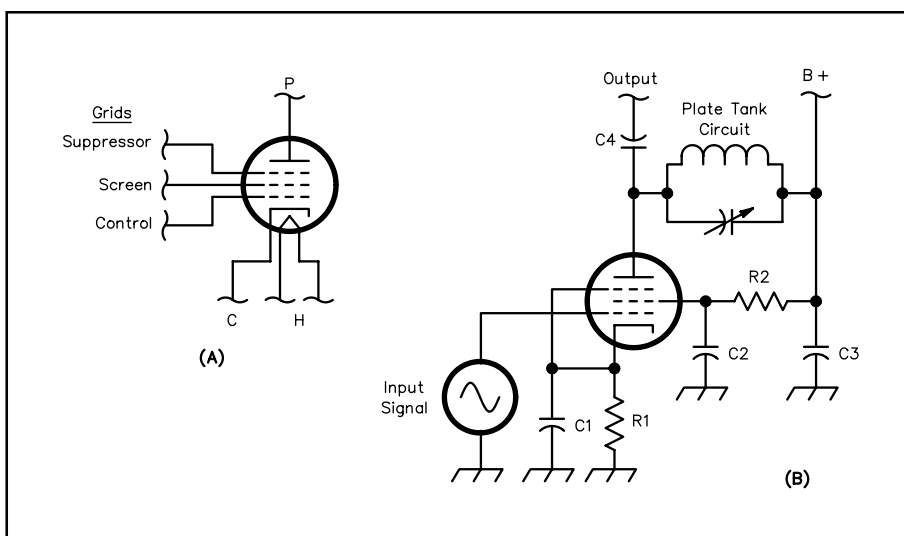 P
Grids
Suppressor
Screen
Control
C
H
(A)
Output
B +
C4
Plate Tank
Circuit
R2
C2
C3
Input
Signal
C1
R1
(B)